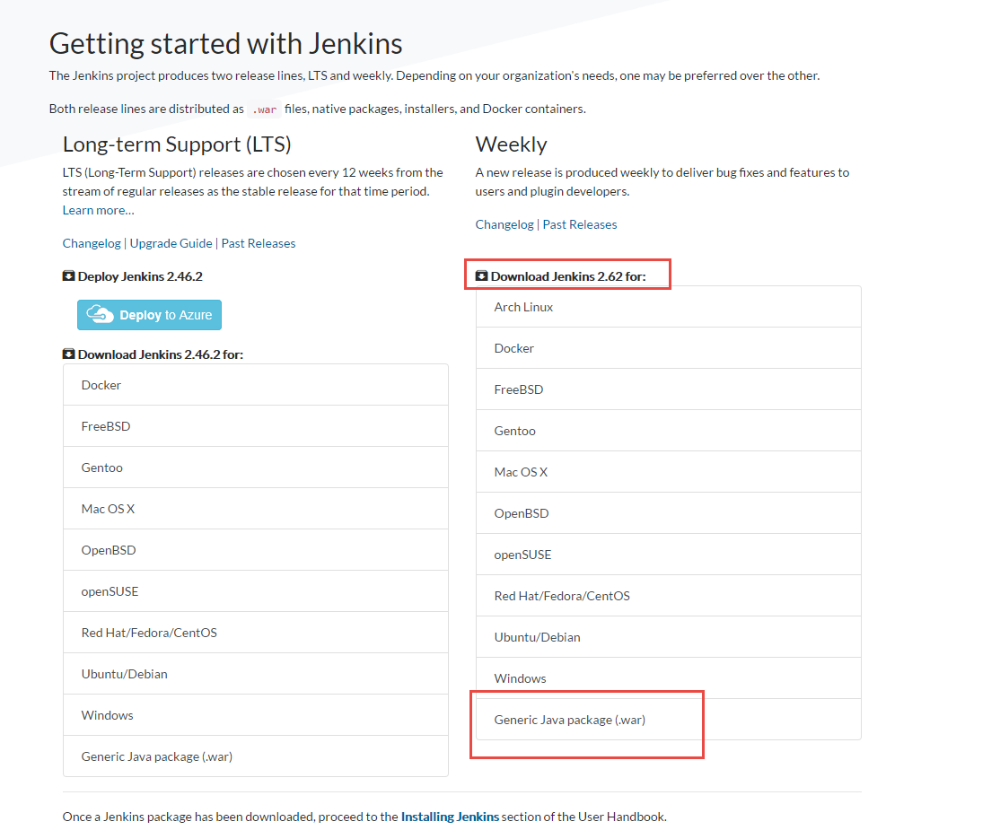 Getting started with Jenkins
The Jenkins project produces two release lines, LTS and weekly. Depending on your organization's needs, one may be preferred over the other.
Both release lines are distributed as .war files, native packages, installers, and Docker containers.
Long-term Support (LTS)
LTS (Long-Term Support) releases are chosen every 12 weeks from the
stream of regular releases as the stable release for that time period.
Learn more...
Changelog | Upgrade Guide | Past Releases
Deploy Jenkins 2.46.2
Deploy to Azure
Download Jenkins 2.46.2 for:
Docker
FreeBSD
Gentoo
Mac OS X
OpenBSD
openSUSE
Red Hat/Fedora/CentOS
Ubuntu/Debian
Windows
Generic Java package (.war)
Weekly
A new release is produced weekly to deliver bug fixes and features to
users and plugin developers.
Changelog | Past Releases
Download Jenkins 2.62 for:
Arch Linux
Docker
FreeBSD
Gentoo
Mac OS X
OpenBSD
openSUSE
Red Hat/Fedora/CentOS
Ubuntu/Debian
Windows
Generic Java package (.war)
Once a Jenkins package has been downloaded, proceed to the Installing Jenkins section of the User Handbook.